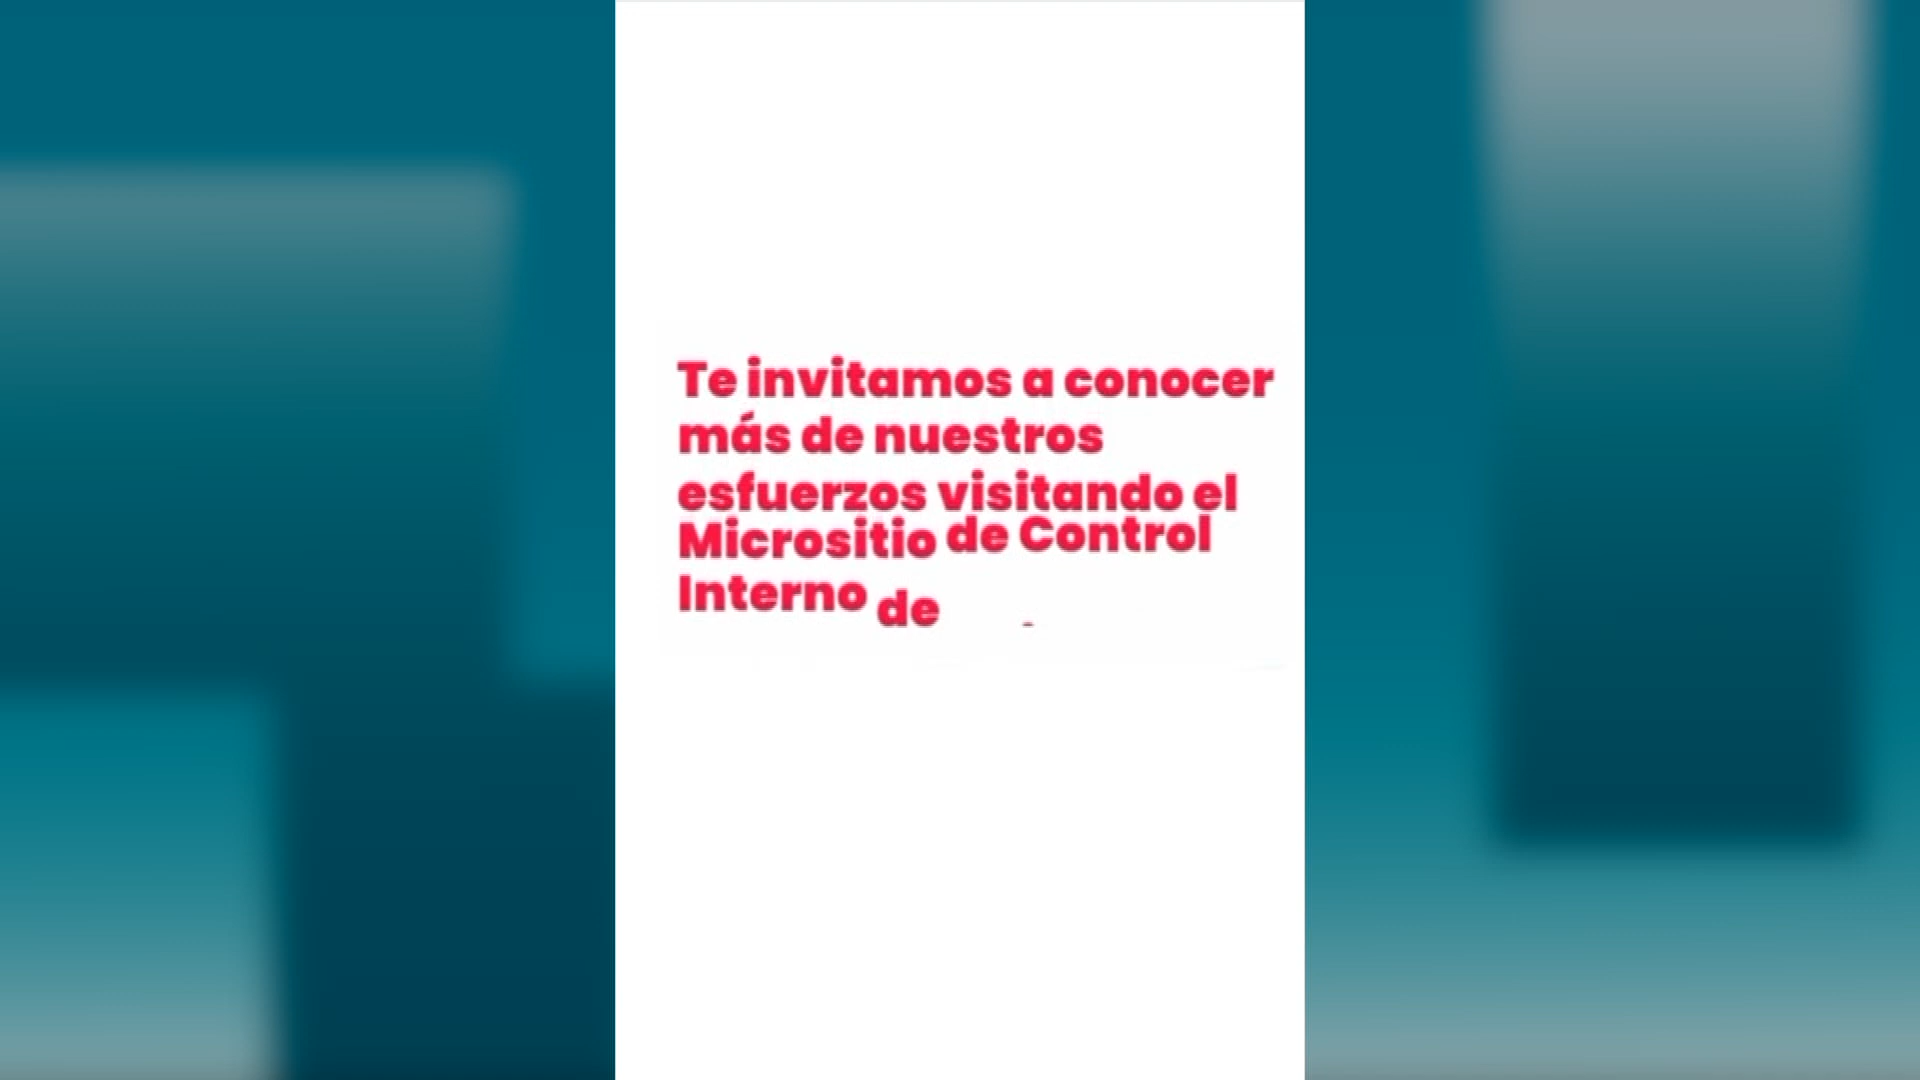 Te invitamos a conocer
más de nuestros
esfuerzos visitando el
Micrositio de Control
Interno de